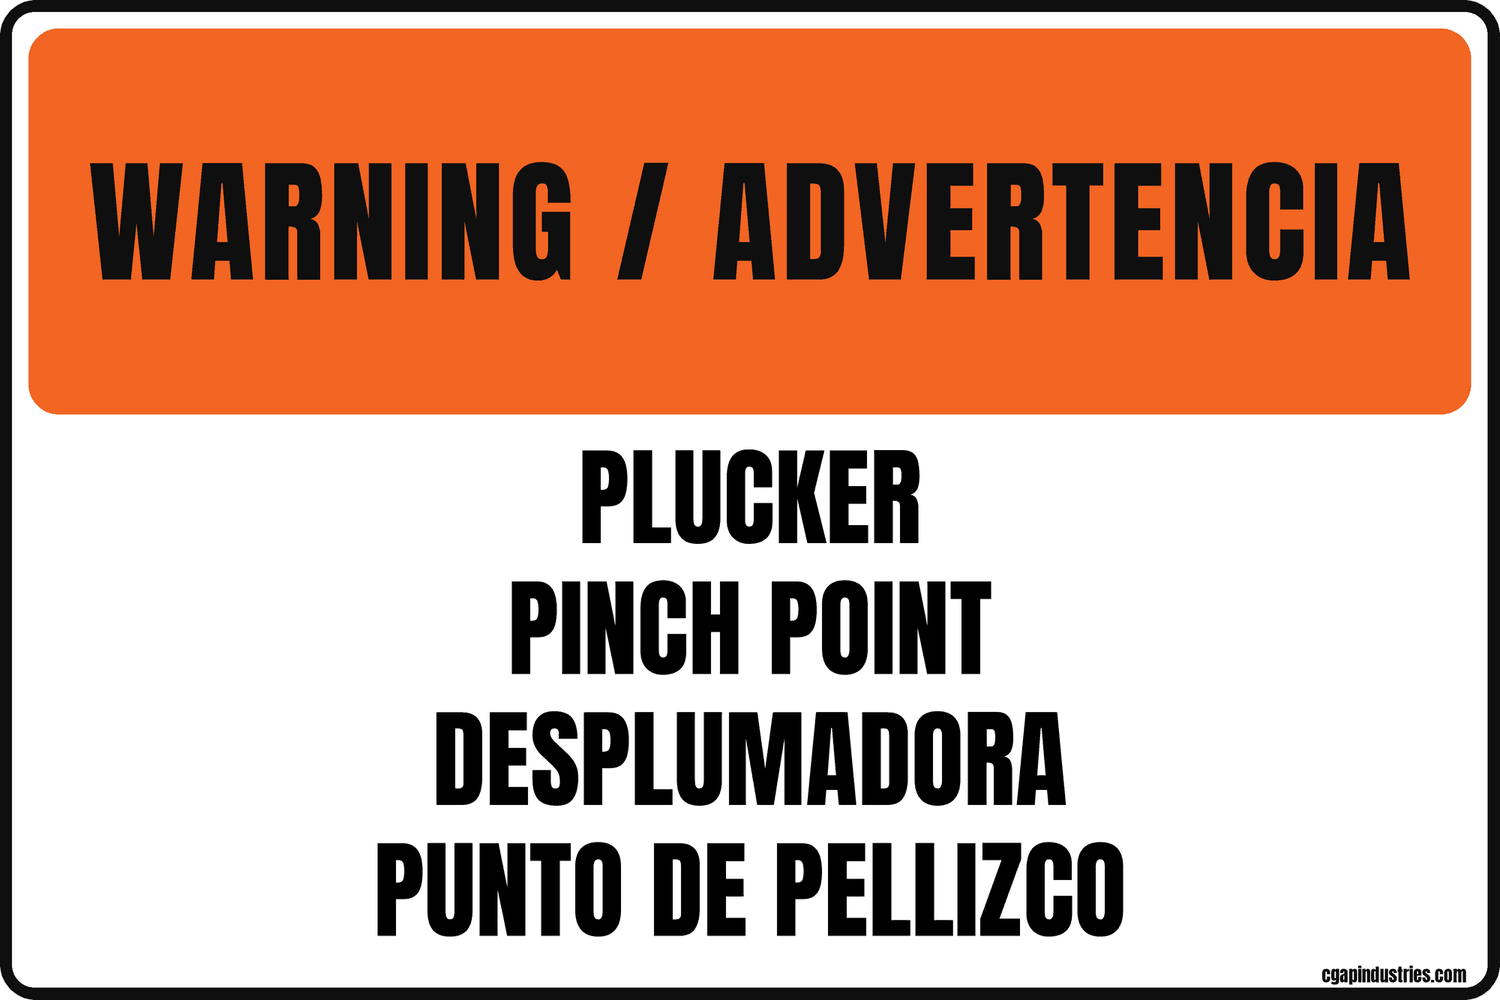 WARNING / ADVERTENCIA
PLUCKER
PINCH POINT
DESPLUMADORA
PUNTO DE PELLIZCO
cgapindustries.com